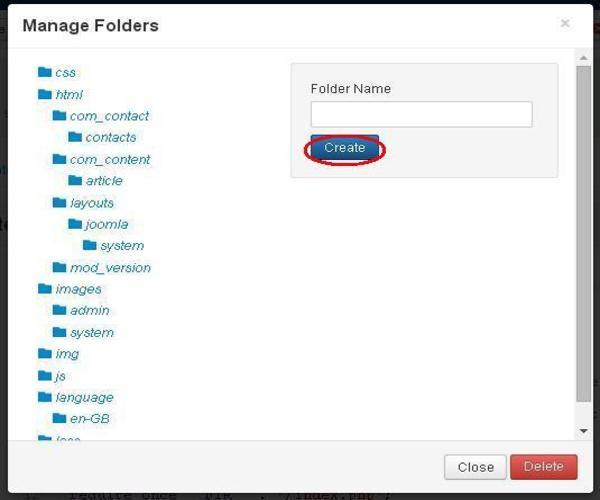 Manage Folders
×
css
html
com_contact
contacts
com_content
article
layouts
joomla
system
mod_version
images
admin
system
img
js
language
en-GB
Folder Name
Create
Close
Delete